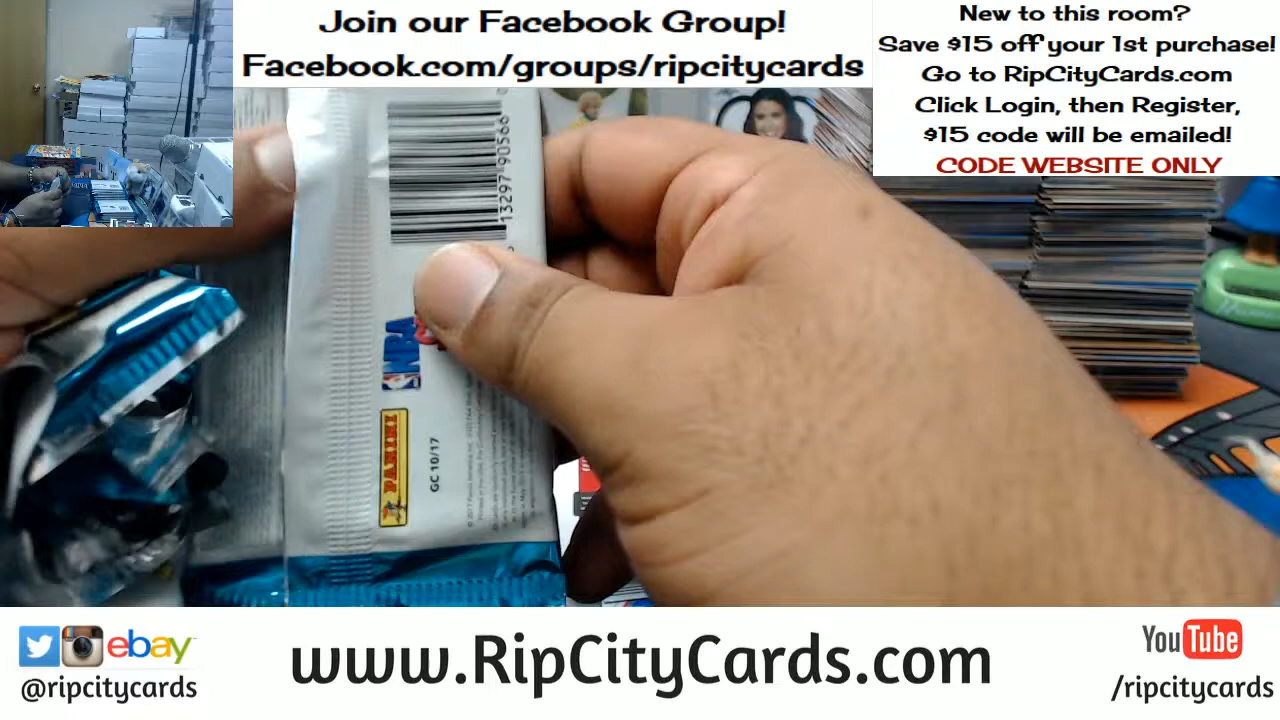 Join our Facebook Group!
Facebook.com/groups/ripcitycards
New to this room?
Save $15 off your 1st purchase!
Go to RipCityCards.com
Click Login, then Register,
$15 code will be emailed!
CODE WEBSITE ONLY
13297 90566
PANINI
GC 10/17
ebay
@ripcitycards
www.RipCityCards.com
YouTube
/ripcitycards